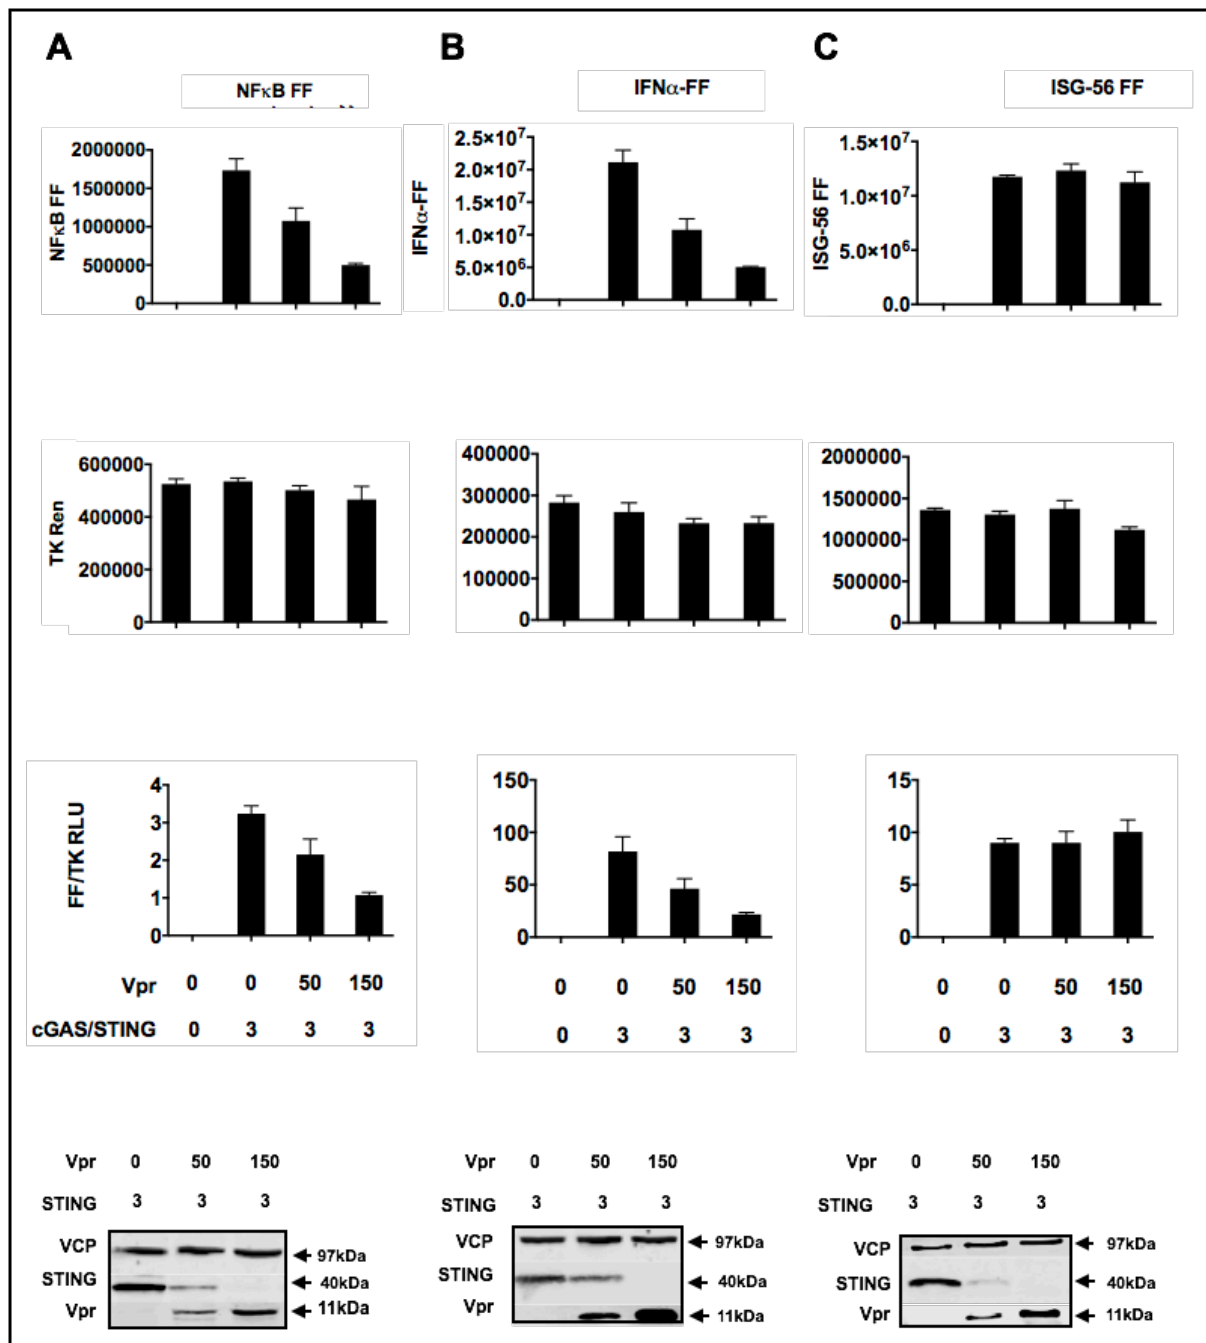 A B C
NFκB FF IFNα-FF ISG-56 FF
NFκB FF
2000000
1500000
1000000
500000
0
IFNα-FF
2.5×10⁷
2.0×10⁷
1.5×10⁷
1.0×10⁷
5.0×10⁶
0.0
ISG-56 FF
1.5×10⁷
1.0×10⁷
5.0×10⁶
0.0
TK Ren
600000
400000
200000
0
400000
300000
200000
100000
0
2000000
1500000
1000000
500000
0
FF/TK RLU
4
3
2
1
0
Vpr 0 0 50 150
cGAS/STING 0 3 3 3
150
100
50
0
0 0 50 150
0 3 3 3
15
10
5
0
0 0 50 150
0 3 3 3
Vpr 0 50 150
STING 3 3 3
VCP 97kDa
STING 40kDa
Vpr 11kDa
Vpr 0 50 150
STING 3 3 3
VCP 97kDa
STING 40kDa
Vpr 11kDa
Vpr 0 50 150
STING 3 3 3
VCP 97kDa
STING 40kDa
Vpr 11kDa